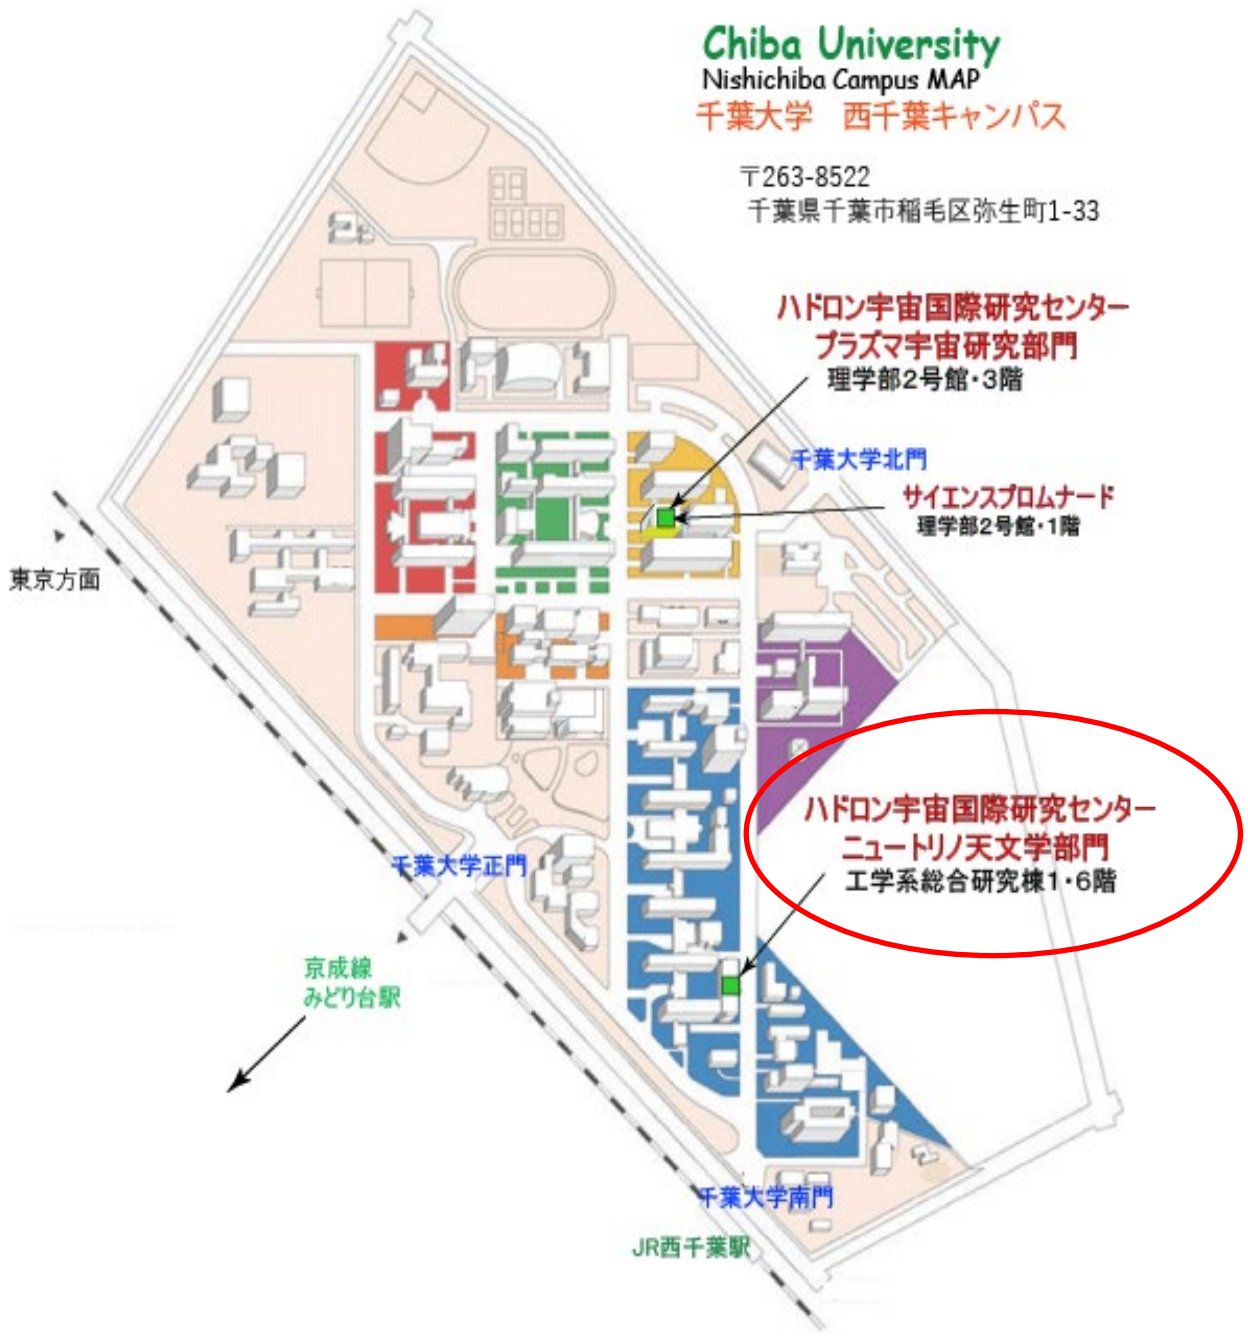 Chiba University
Nishichiba Campus MAP
千葉大学　西千葉キャンパス
〒263-8522
千葉県千葉市稲毛区弥生町1-33
ハドロン宇宙国際研究センター
プラズマ宇宙研究部門
理学部2号館・3階
千葉大学北門
サイエンスプロムナード
理学部2号館・1階
東京方面
ハドロン宇宙国際研究センター
ニュートリノ天文学部門
工学系総合研究棟1・6階
千葉大学正門
京成線
みどり台駅
千葉大学南門
JR西千葉駅